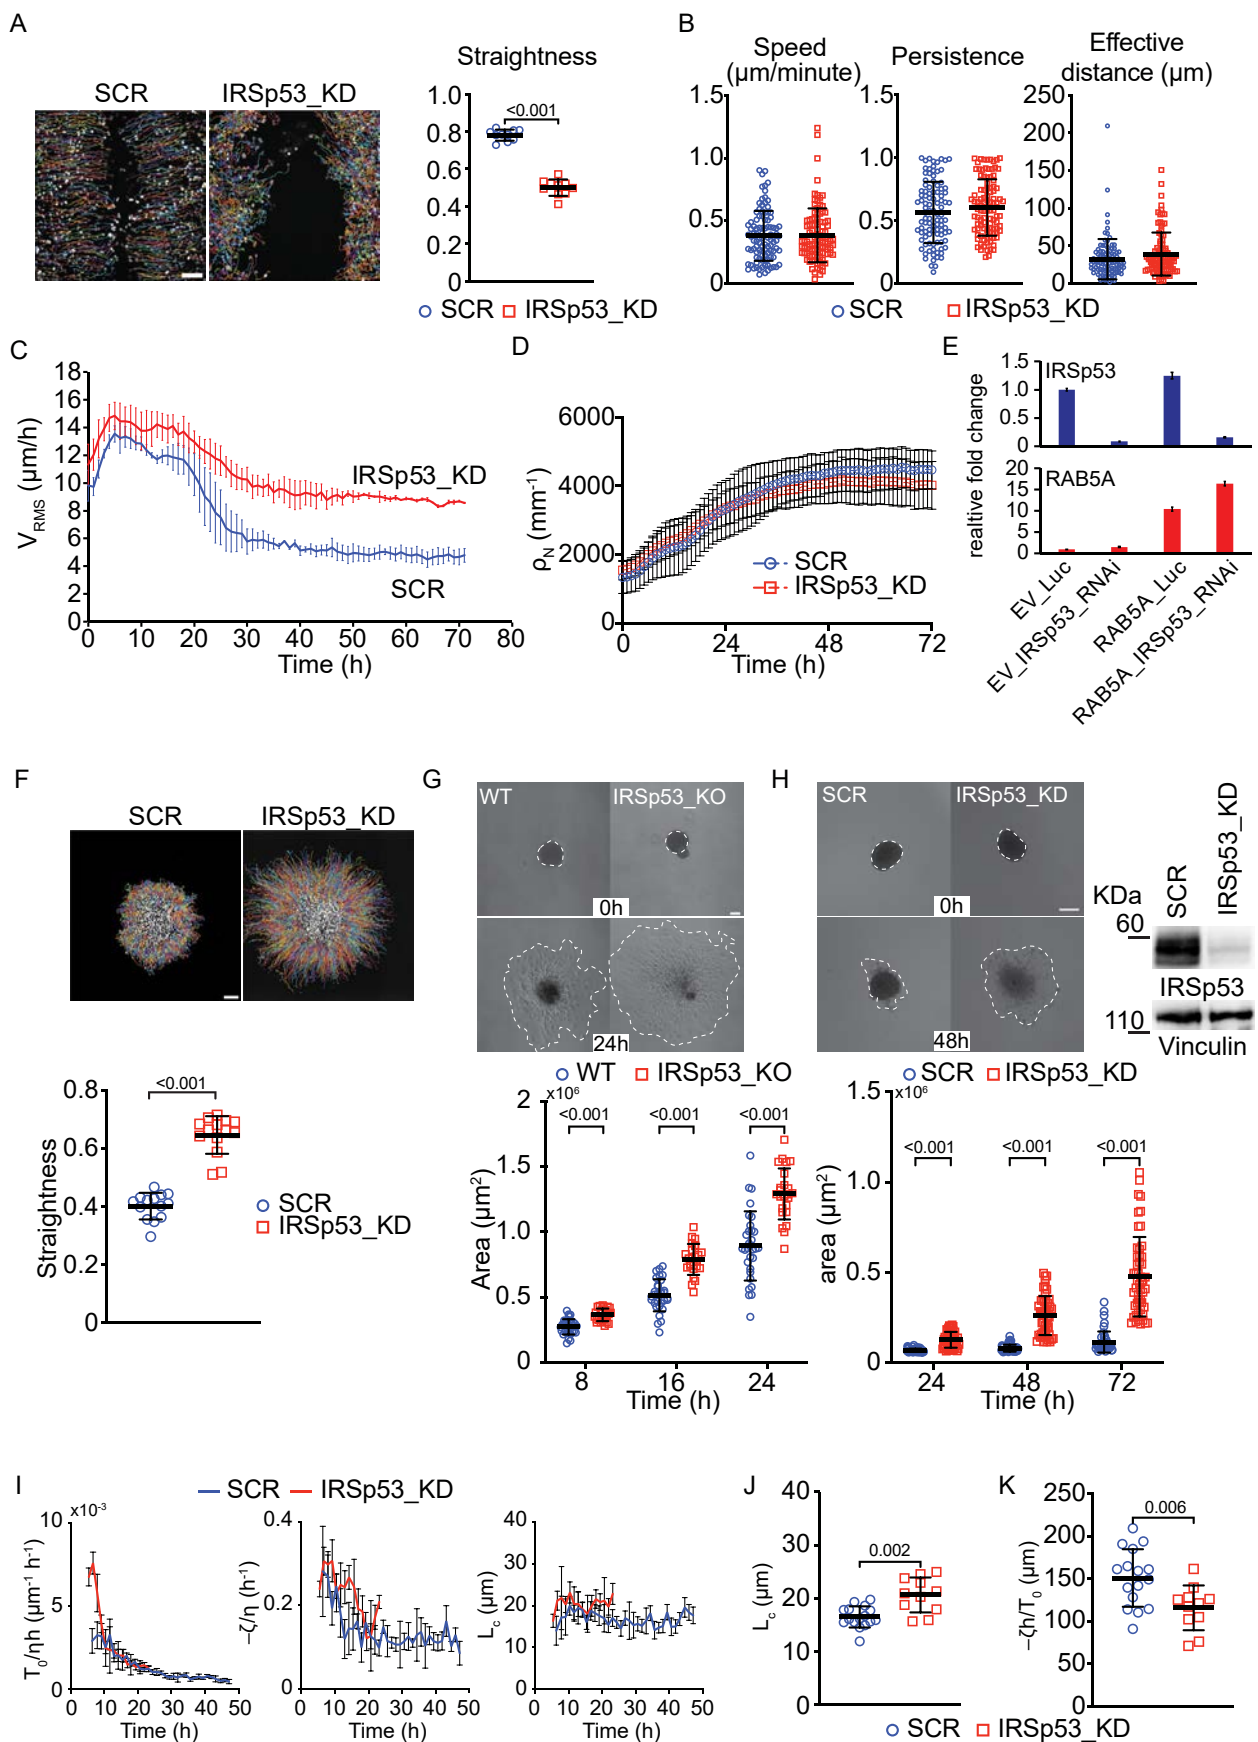 A
SCR
IRSp53_KD
Straightness
1.0
0.8
0.6
0.4
0.2
0
<0.001
SCR
IRSp53_KD
B
Speed
(µm/minute)
1.5
1.0
0.5
0
Persistence
1.5
1.0
0.5
0
Effective
distance (µm)
250
200
150
100
50
0
SCR
IRSp53_KD
C
V_RMS (µm/h)
18
16
14
12
10
8
6
4
2
0
IRSp53_KD
SCR
0 10 20 30 40 50 60 70 80
Time (h)
D
ρ_N (mm⁻¹)
6000
4000
2000
0
SCR
IRSp53_KD
0 24 48 72
Time (h)
E
realtive fold change
1.5
1.0
0.5
0
IRSp53
20
15
10
5
0
RAB5A
EV_Luc
EV_IRSp53_RNAi
RAB5A_Luc
RAB5A_IRSp53_RNAi
F
SCR
IRSp53_KD
Straightness
0.8
0.6
0.4
0.2
0
<0.001
SCR
IRSp53_KD
G
WT
IRSp53_KO
0h
24h
WT
IRSp53_KO
x10⁶
Area (µm²)
2
1.5
1.0
0.5
0
<0.001
<0.001
<0.001
8 16 24
Time (h)
H
SCR
IRSp53_KD
0h
48h
KDa
SCR
IRSp53_KD
60
IRSp53
110
Vinculin
SCR
IRSp53_KD
x10⁶
area (µm²)
1.5
1.0
0.5
0
<0.001
<0.001
<0.001
24 48 72
Time (h)
I
SCR
IRSp53_KD
x10⁻³
T₀/ηh (µm⁻¹ h⁻¹)
10
5
0
0 10 20 30 40 50
Time (h)
−ζ/η (h⁻¹)
0.4
0.2
0
0 10 20 30 40 50
Time (h)
L_c (µm)
40
30
20
10
0
0 10 20 30 40 50
Time (h)
J
L_c (µm)
40
30
20
10
0
0.002
K
−ζh/T₀ (µm)
250
200
150
100
50
0
0.006
SCR
IRSp53_KD